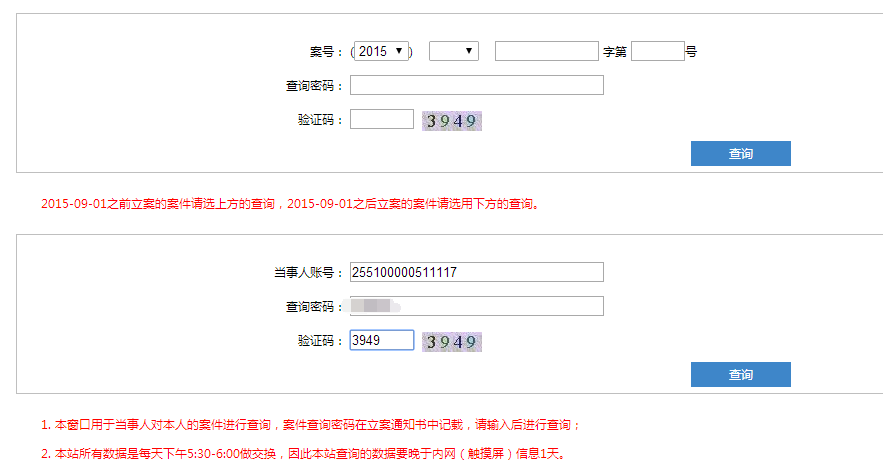 案号： (2015 ▼) ▼ 字第 号
查询密码：
验证码： 3949
查询
2015-09-01之前立案的案件请选上方的查询，2015-09-01之后立案的案件请选用下方的查询。
当事人账号： 255100000511117
查询密码：
验证码： 3949 3949
查询
1. 本窗口用于当事人对本人的案件进行查询，案件查询密码在立案通知书中记载，请输入后进行查询；
2. 本站所有数据是每天下午5:30-6:00做交换，因此本站查询的数据要晚于内网（触摸屏）信息1天。